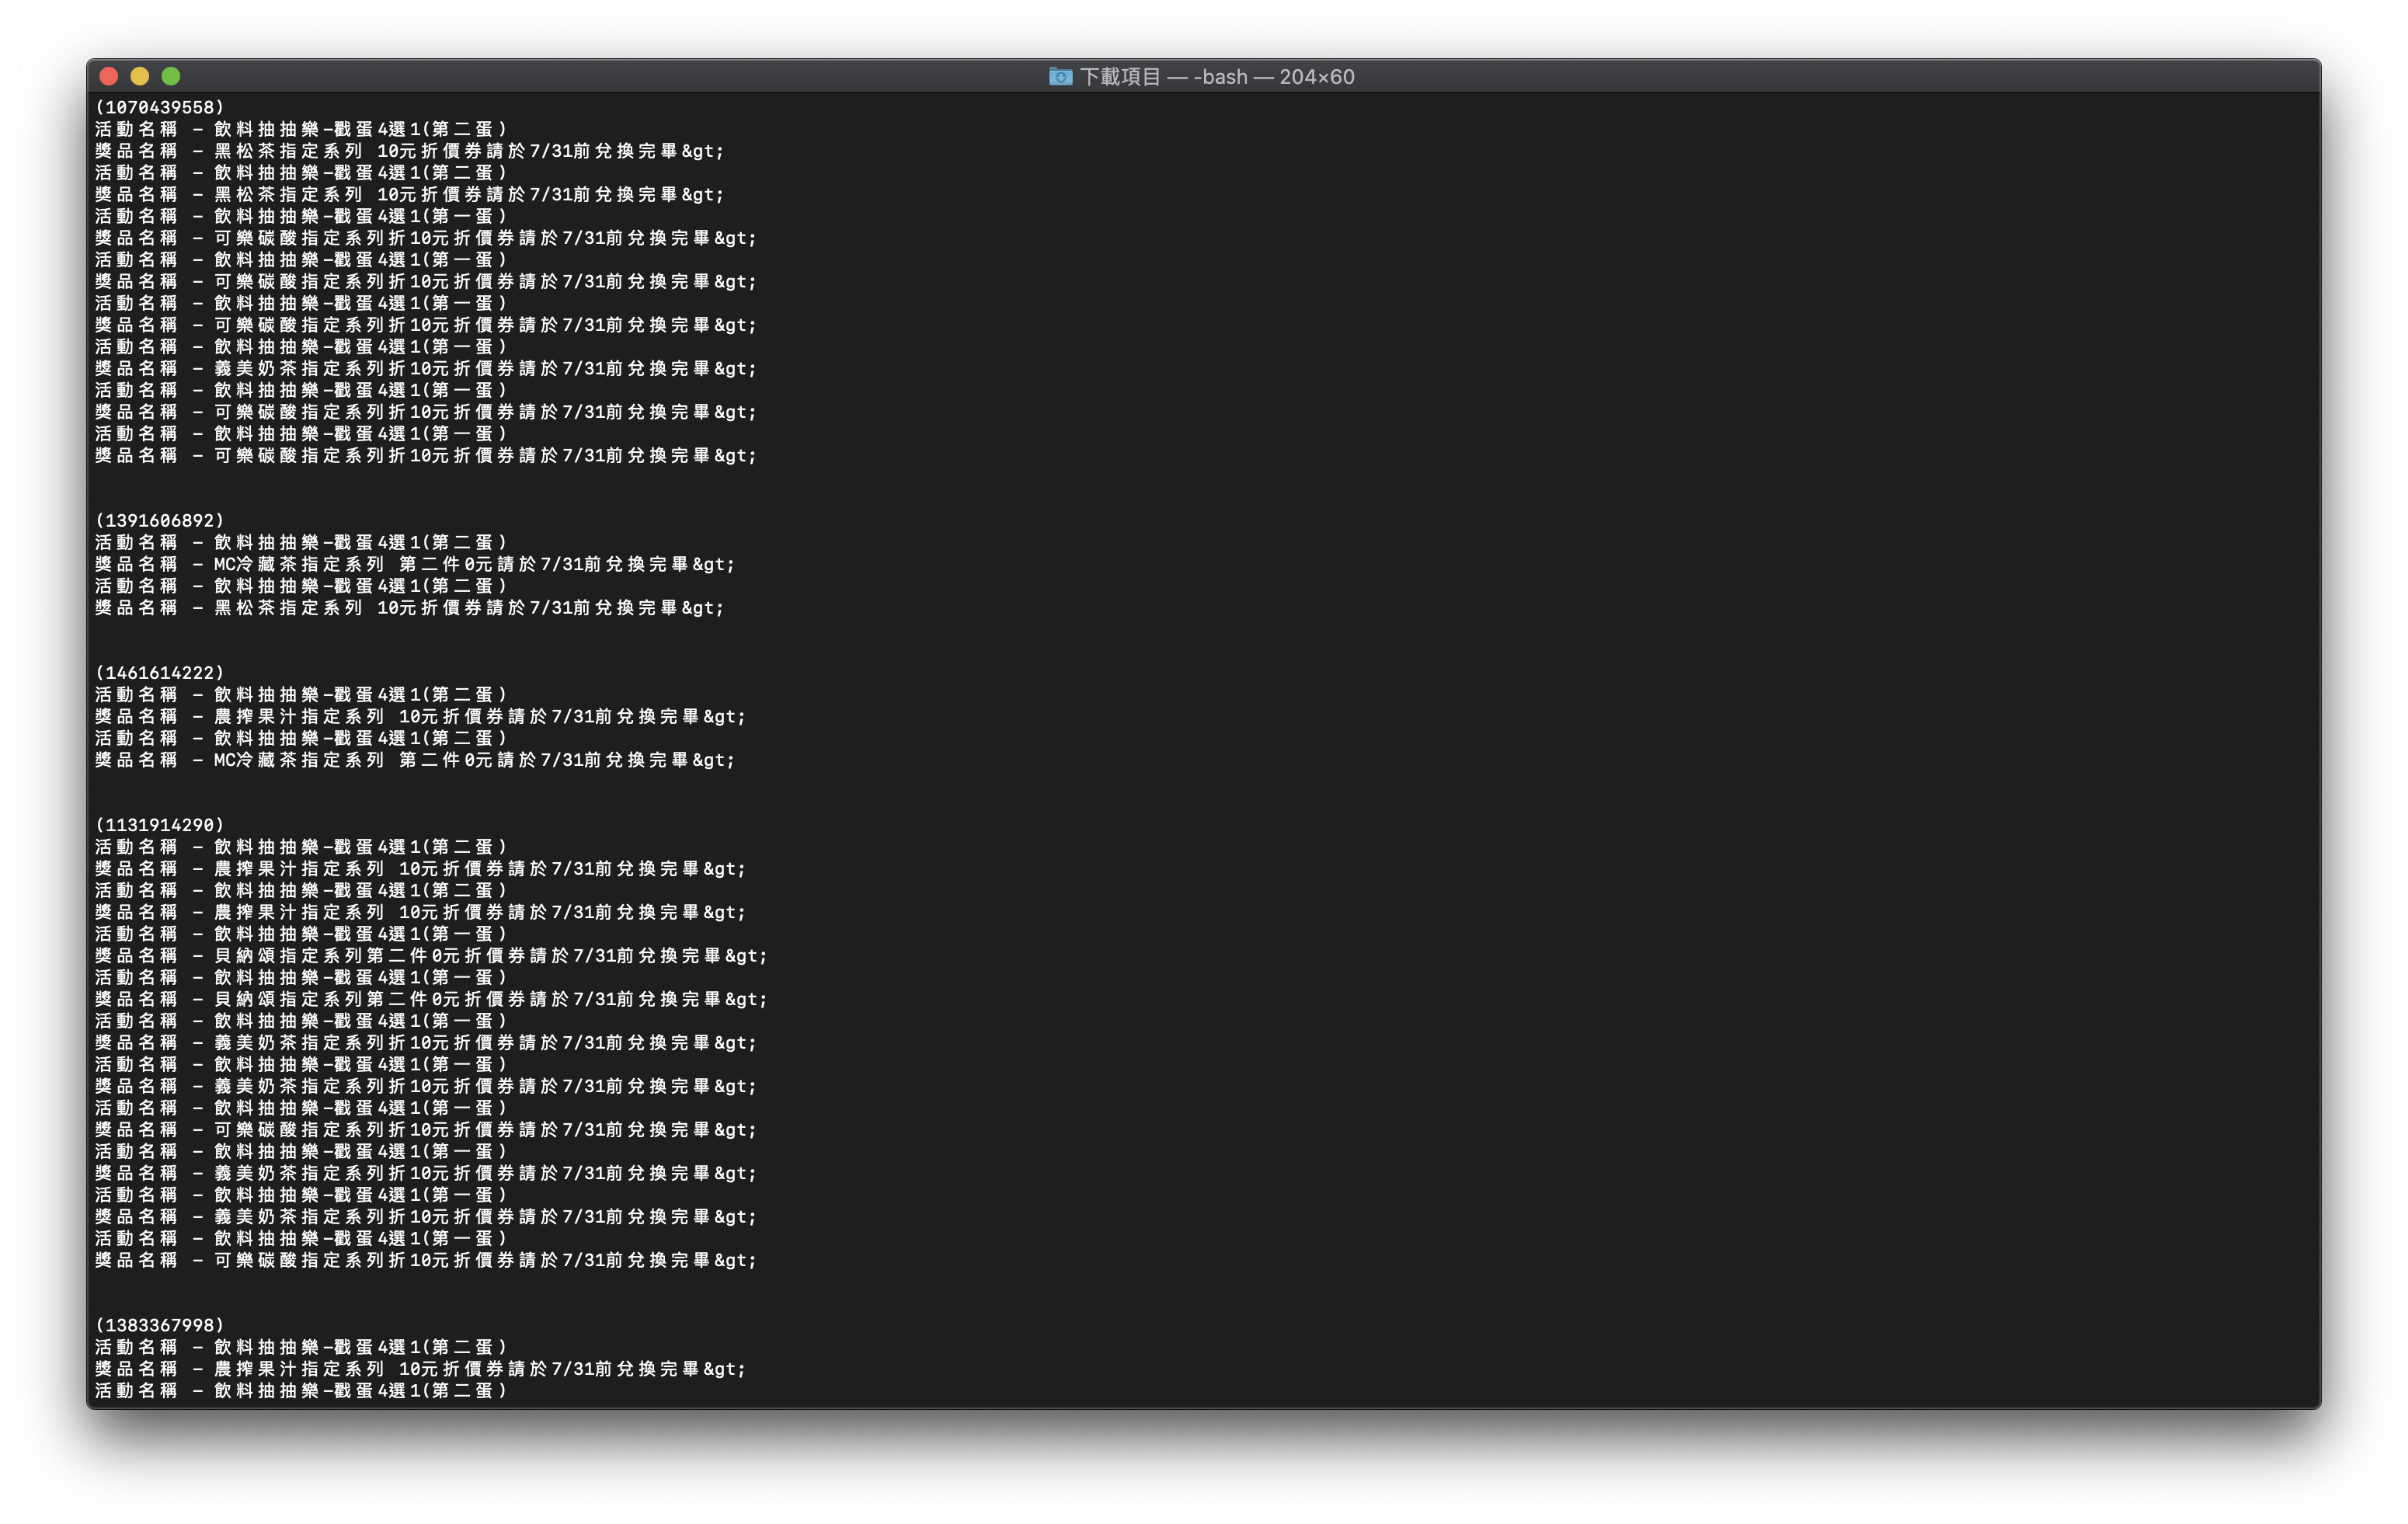 下載項目 — -bash — 204×60
(1070439558)
活動名稱 - 飲料抽抽樂-戳蛋4選1(第二蛋)
獎品名稱 - 黑松茶指定系列 10元折價券請於7/31前兌換完畢&gt;
活動名稱 - 飲料抽抽樂-戳蛋4選1(第二蛋)
獎品名稱 - 黑松茶指定系列 10元折價券請於7/31前兌換完畢&gt;
活動名稱 - 飲料抽抽樂-戳蛋4選1(第一蛋)
獎品名稱 - 可樂碳酸指定系列折10元折價券請於7/31前兌換完畢&gt;
活動名稱 - 飲料抽抽樂-戳蛋4選1(第一蛋)
獎品名稱 - 可樂碳酸指定系列折10元折價券請於7/31前兌換完畢&gt;
活動名稱 - 飲料抽抽樂-戳蛋4選1(第一蛋)
獎品名稱 - 可樂碳酸指定系列折10元折價券請於7/31前兌換完畢&gt;
活動名稱 - 飲料抽抽樂-戳蛋4選1(第一蛋)
獎品名稱 - 義美奶茶指定系列折10元折價券請於7/31前兌換完畢&gt;
活動名稱 - 飲料抽抽樂-戳蛋4選1(第一蛋)
獎品名稱 - 可樂碳酸指定系列折10元折價券請於7/31前兌換完畢&gt;
活動名稱 - 飲料抽抽樂-戳蛋4選1(第一蛋)
獎品名稱 - 可樂碳酸指定系列折10元折價券請於7/31前兌換完畢&gt;
(1391606892)
活動名稱 - 飲料抽抽樂-戳蛋4選1(第二蛋)
獎品名稱 - MC冷藏茶指定系列 第二件0元請於7/31前兌換完畢&gt;
活動名稱 - 飲料抽抽樂-戳蛋4選1(第二蛋)
獎品名稱 - 黑松茶指定系列 10元折價券請於7/31前兌換完畢&gt;
(1461614222)
活動名稱 - 飲料抽抽樂-戳蛋4選1(第二蛋)
獎品名稱 - 農搾果汁指定系列 10元折價券請於7/31前兌換完畢&gt;
活動名稱 - 飲料抽抽樂-戳蛋4選1(第二蛋)
獎品名稱 - MC冷藏茶指定系列 第二件0元請於7/31前兌換完畢&gt;
(1131914290)
活動名稱 - 飲料抽抽樂-戳蛋4選1(第二蛋)
獎品名稱 - 農搾果汁指定系列 10元折價券請於7/31前兌換完畢&gt;
活動名稱 - 飲料抽抽樂-戳蛋4選1(第二蛋)
獎品名稱 - 農搾果汁指定系列 10元折價券請於7/31前兌換完畢&gt;
活動名稱 - 飲料抽抽樂-戳蛋4選1(第一蛋)
獎品名稱 - 貝納頌指定系列第二件0元折價券請於7/31前兌換完畢&gt;
活動名稱 - 飲料抽抽樂-戳蛋4選1(第一蛋)
獎品名稱 - 貝納頌指定系列第二件0元折價券請於7/31前兌換完畢&gt;
活動名稱 - 飲料抽抽樂-戳蛋4選1(第一蛋)
獎品名稱 - 義美奶茶指定系列折10元折價券請於7/31前兌換完畢&gt;
活動名稱 - 飲料抽抽樂-戳蛋4選1(第一蛋)
獎品名稱 - 義美奶茶指定系列折10元折價券請於7/31前兌換完畢&gt;
活動名稱 - 飲料抽抽樂-戳蛋4選1(第一蛋)
獎品名稱 - 可樂碳酸指定系列折10元折價券請於7/31前兌換完畢&gt;
活動名稱 - 飲料抽抽樂-戳蛋4選1(第一蛋)
獎品名稱 - 義美奶茶指定系列折10元折價券請於7/31前兌換完畢&gt;
活動名稱 - 飲料抽抽樂-戳蛋4選1(第一蛋)
獎品名稱 - 義美奶茶指定系列折10元折價券請於7/31前兌換完畢&gt;
活動名稱 - 飲料抽抽樂-戳蛋4選1(第一蛋)
獎品名稱 - 可樂碳酸指定系列折10元折價券請於7/31前兌換完畢&gt;
(1383367998)
活動名稱 - 飲料抽抽樂-戳蛋4選1(第二蛋)
獎品名稱 - 農搾果汁指定系列 10元折價券請於7/31前兌換完畢&gt;
活動名稱 - 飲料抽抽樂-戳蛋4選1(第二蛋)